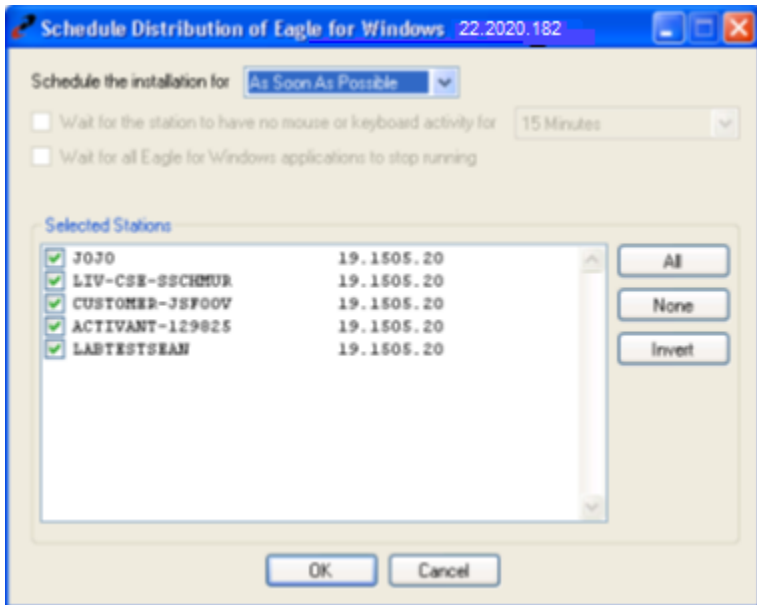 Schedule Distribution of Eagle for Windows 22.2020.182
Schedule the installation for As Soon As Possible
Wait for the station to have no mouse or keyboard activity for 15 Minutes
Wait for all Eagle for Windows applications to stop running
Selected Stations
JOJO 19.1505.20
LIV-CSE-SSCHMUR 19.1505.20
CUSTOMER-JSFOOV 19.1505.20
ACTIVANT-129825 19.1505.20
LABTESTSEAN 19.1505.20
All
None
Invert
OK Cancel